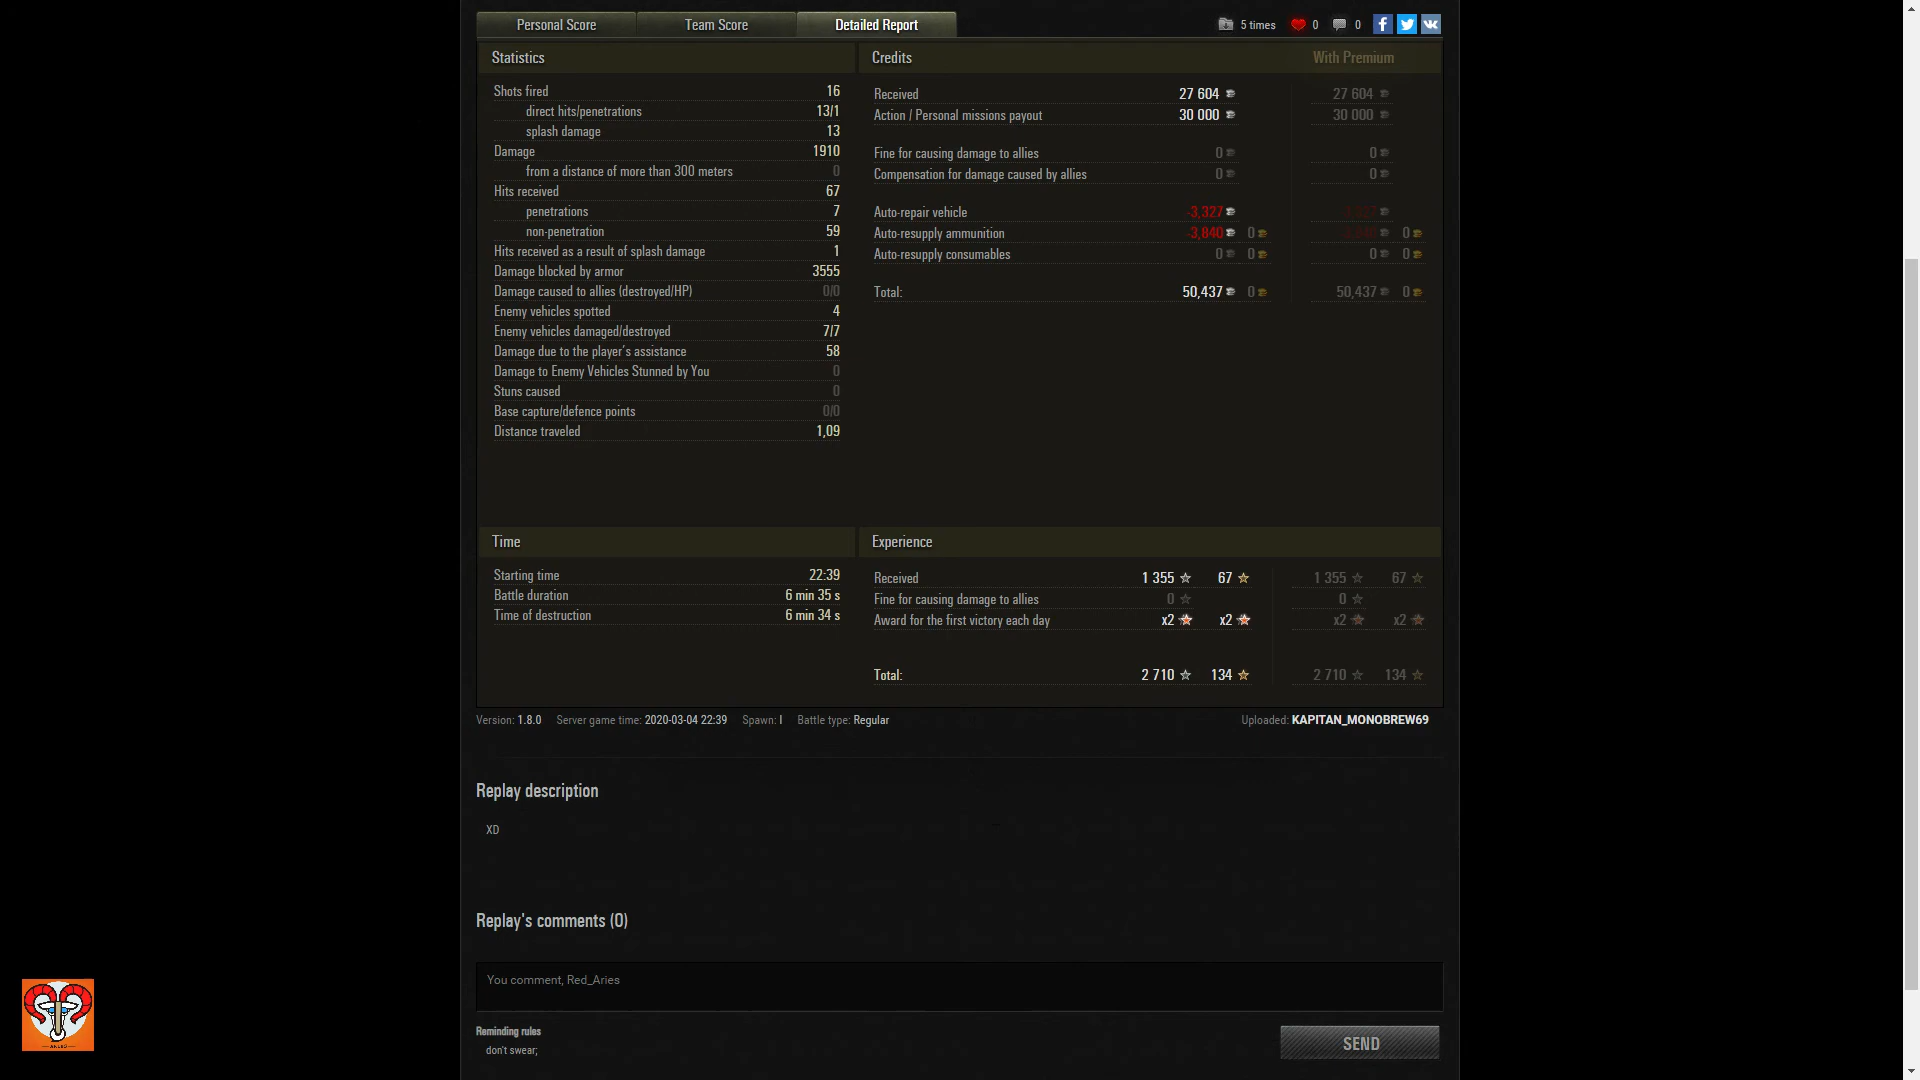 Personal Score Team Score Detailed Report 5 times 0 0
Statistics Credits With Premium
Shots fired 16
direct hits/penetrations 13/1
splash damage 13
Damage 1910
from a distance of more than 300 meters 0
Hits received 67
penetrations 7
non-penetration 59
Hits received as a result of splash damage 1
Damage blocked by armor 3555
Damage caused to allies (destroyed/HP) 0/0
Enemy vehicles spotted 4
Enemy vehicles damaged/destroyed 7/7
Damage due to the player's assistance 58
Damage to Enemy Vehicles Stunned by You 0
Stuns caused 0
Base capture/defence points 0/0
Distance traveled 1,09
Received 27 604 27 604
Action / Personal missions payout 30 000 30 000
Fine for causing damage to allies 0 0
Compensation for damage caused by allies 0 0
Auto-repair vehicle -3,327
Auto-resupply ammunition -3,840 0 0
Auto-resupply consumables 0 0 0 0
Total: 50,437 0 50,437 0
Time Experience
Starting time 22:39
Battle duration 6 min 35 s
Time of destruction 6 min 34 s
Received 1 355 67 1 355 67
Fine for causing damage to allies 0 0
Award for the first victory each day x2 x2 x2 x2
Total: 2 710 134 2 710 134
Version: 1.8.0 Server game time: 2020-03-04 22:39 Spawn: I Battle type: Regular Uploaded: KAPITAN_MONOBREW69
Replay description
XD
Replay's comments (0)
You comment, Red_Aries
Reminding rules
don't swear;
SEND